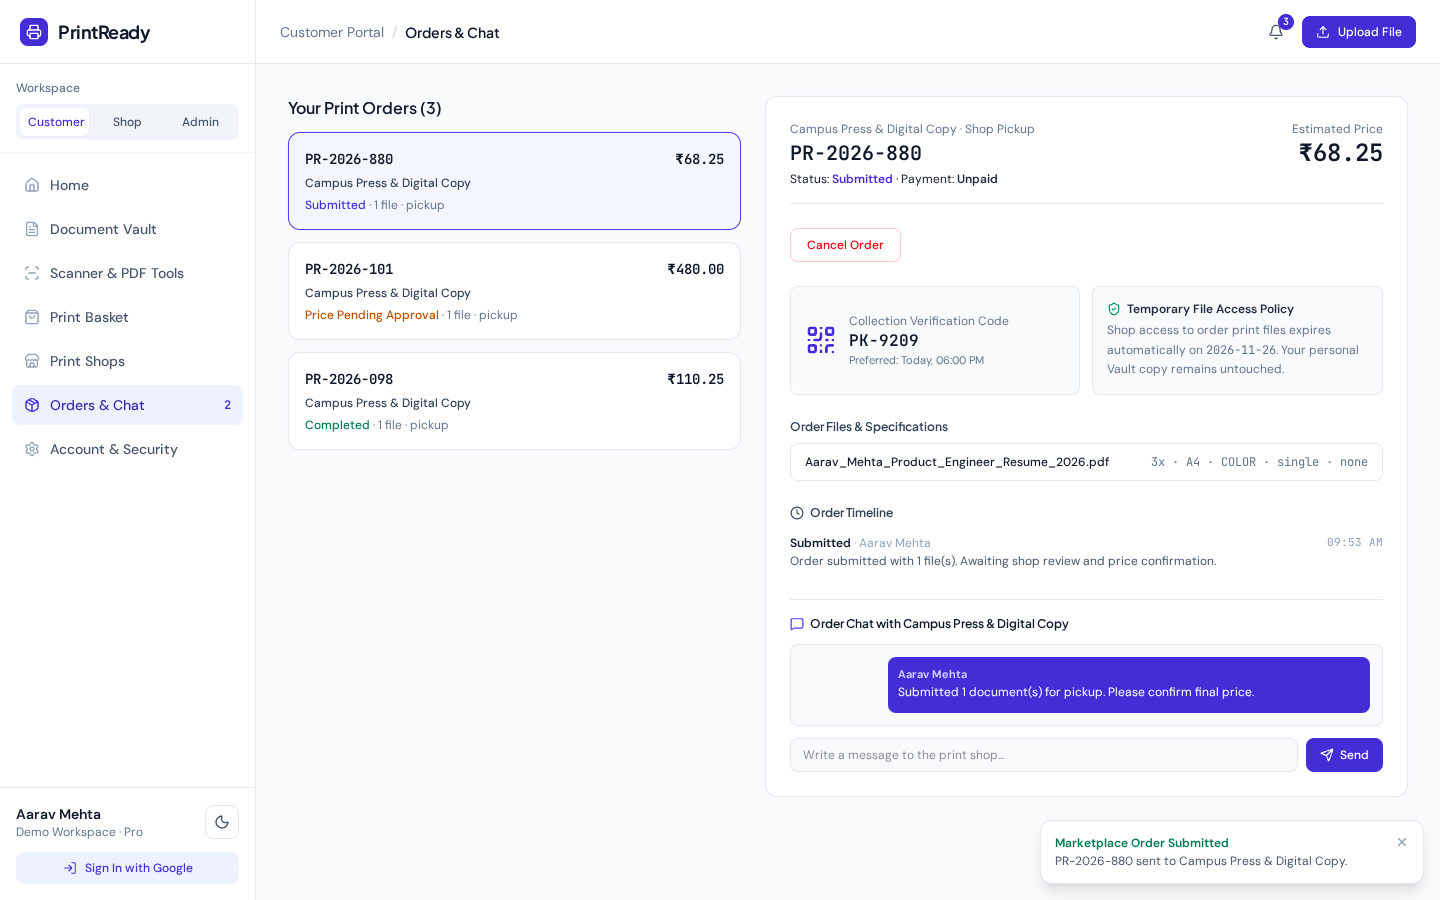 PrintReady
Customer Portal / Orders & Chat
3
Upload File
Workspace
Customer
Shop
Admin
Home
Document Vault
Scanner & PDF Tools
Print Basket
Print Shops
Orders & Chat
2
Account & Security
Aarav Mehta
Demo Workspace · Pro
Sign In with Google
Your Print Orders (3)
PR-2026-880 ₹68.25
Campus Press & Digital Copy
Submitted · 1 file · pickup
PR-2026-101 ₹480.00
Campus Press & Digital Copy
Price Pending Approval · 1 file · pickup
PR-2026-098 ₹110.25
Campus Press & Digital Copy
Completed · 1 file · pickup
Campus Press & Digital Copy · Shop Pickup
PR-2026-880
Status: Submitted · Payment: Unpaid
Estimated Price
₹68.25
Cancel Order
Collection Verification Code
PK-9209
Preferred: Today, 06:00 PM
Temporary File Access Policy
Shop access to order print files expires
automatically on 2026-11-26. Your personal
Vault copy remains untouched.
Order Files & Specifications
Aarav_Mehta_Product_Engineer_Resume_2026.pdf 3x · A4 · COLOR · single · none
Order Timeline
Submitted · Aarav Mehta 09:53 AM
Order submitted with 1 file(s). Awaiting shop review and price confirmation.
Order Chat with Campus Press & Digital Copy
Aarav Mehta
Submitted 1 document(s) for pickup. Please confirm final price.
Write a message to the print shop...
Send
Marketplace Order Submitted
PR-2026-880 sent to Campus Press & Digital Copy.